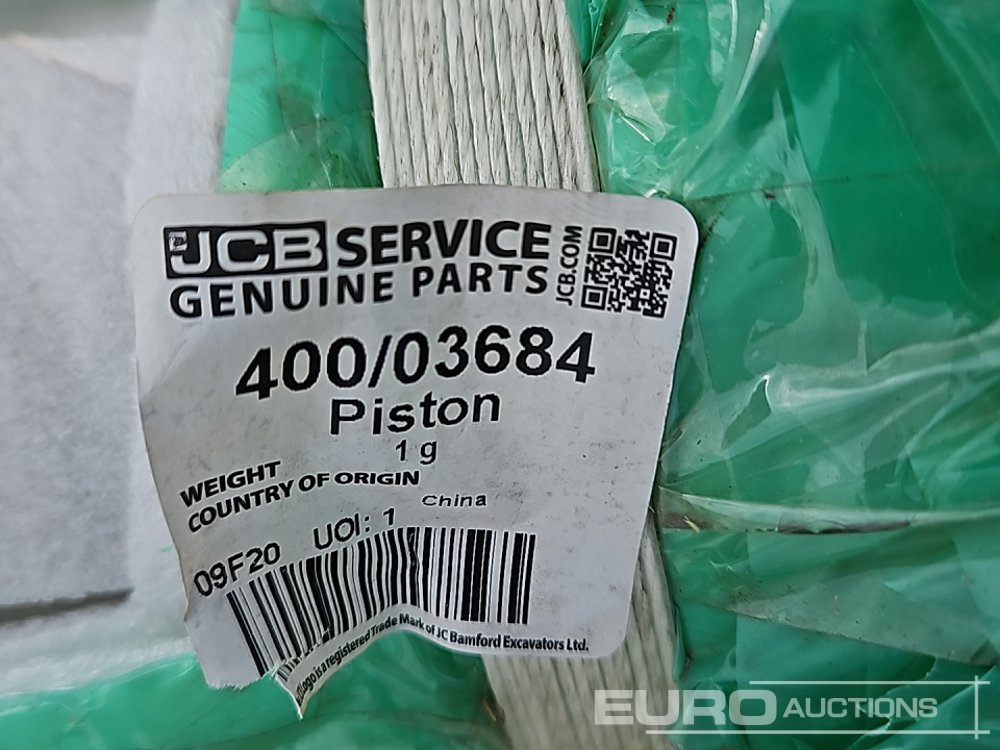 JCB SERVICE
GENUINE PARTS
JCB.COM
400/03684
Piston
WEIGHT 1 g
COUNTRY OF ORIGIN China
09F20 UOI: 1
logo is a registered Trade Mark of JC Bamford Excavators Ltd.
EURO AUCTIONS